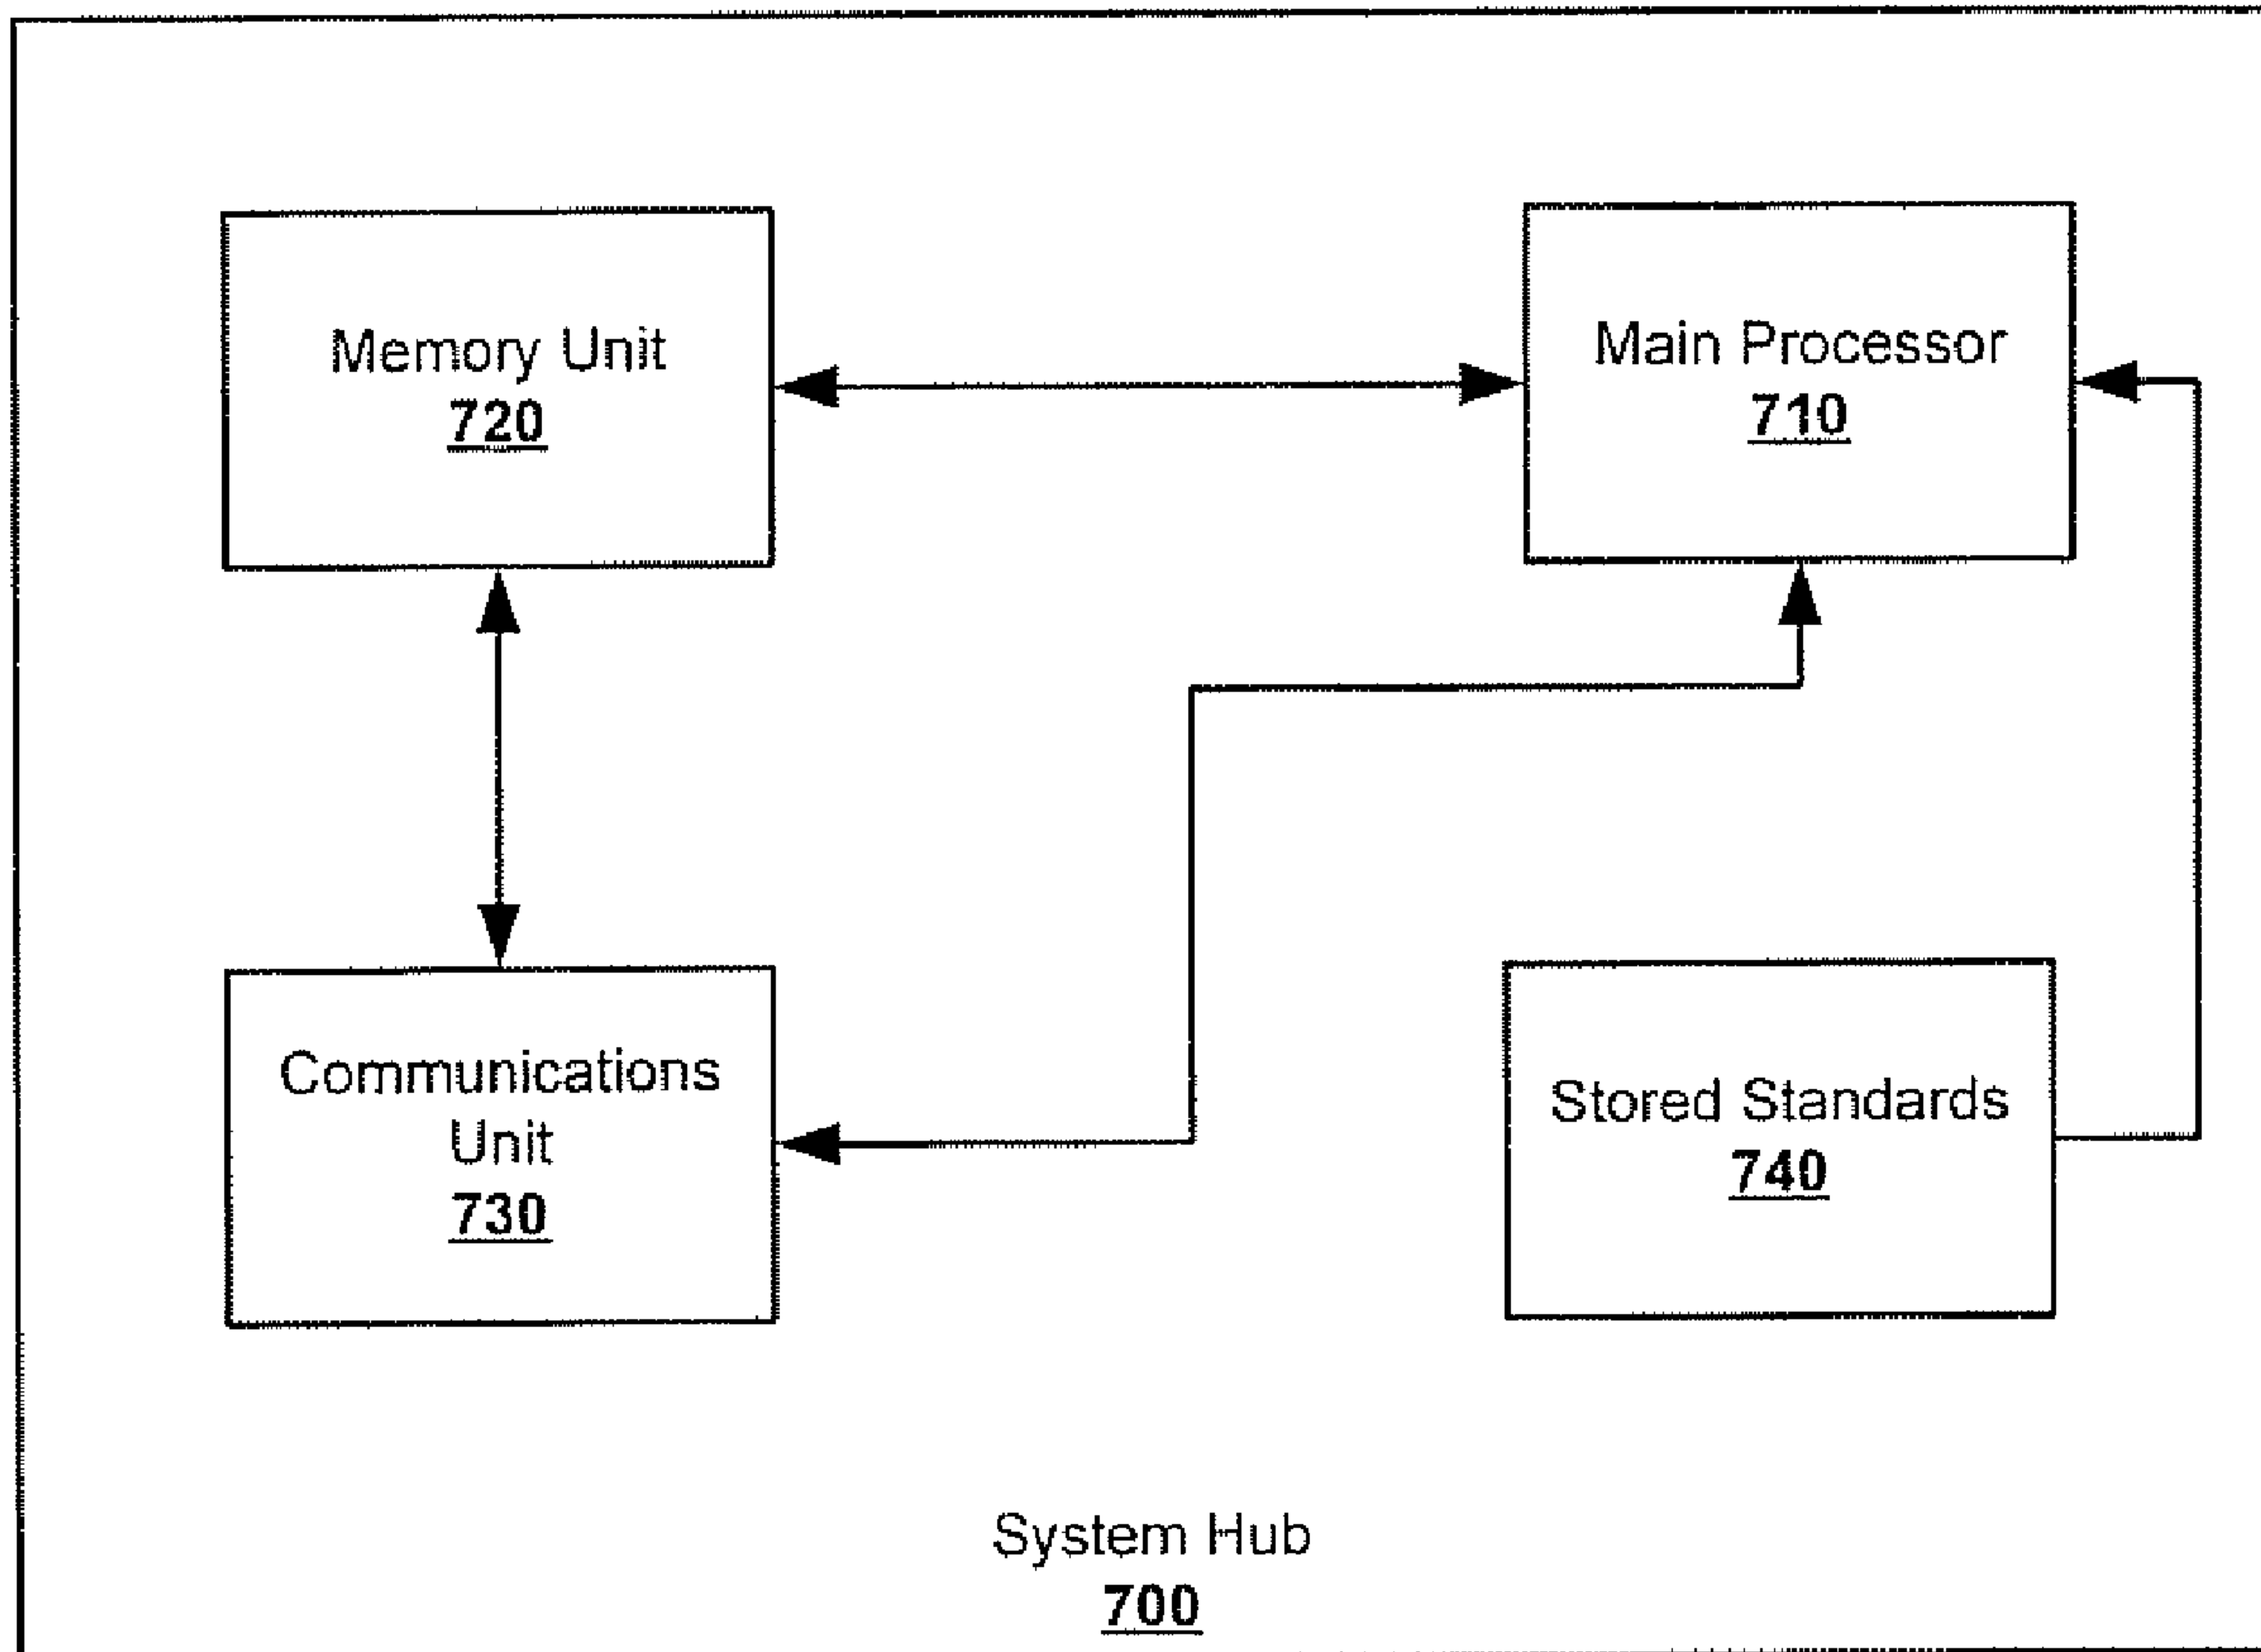 Memory Unit
720
Main Processor
710
Communications
Unit
730
Stored Standards
740
System Hub
700